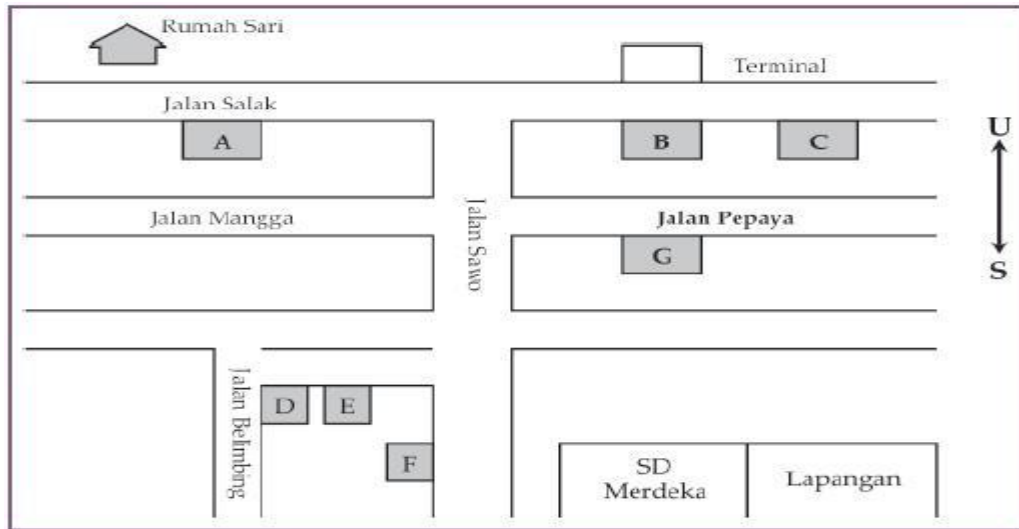 Rumah Sari
Terminal
Jalan Salak
A
B
C
U
Jalan Mangga
Jalan Sawo
Jalan Pepaya
G
S
Jalan Belimbing
D
E
F
SD
Merdeka
Lapangan